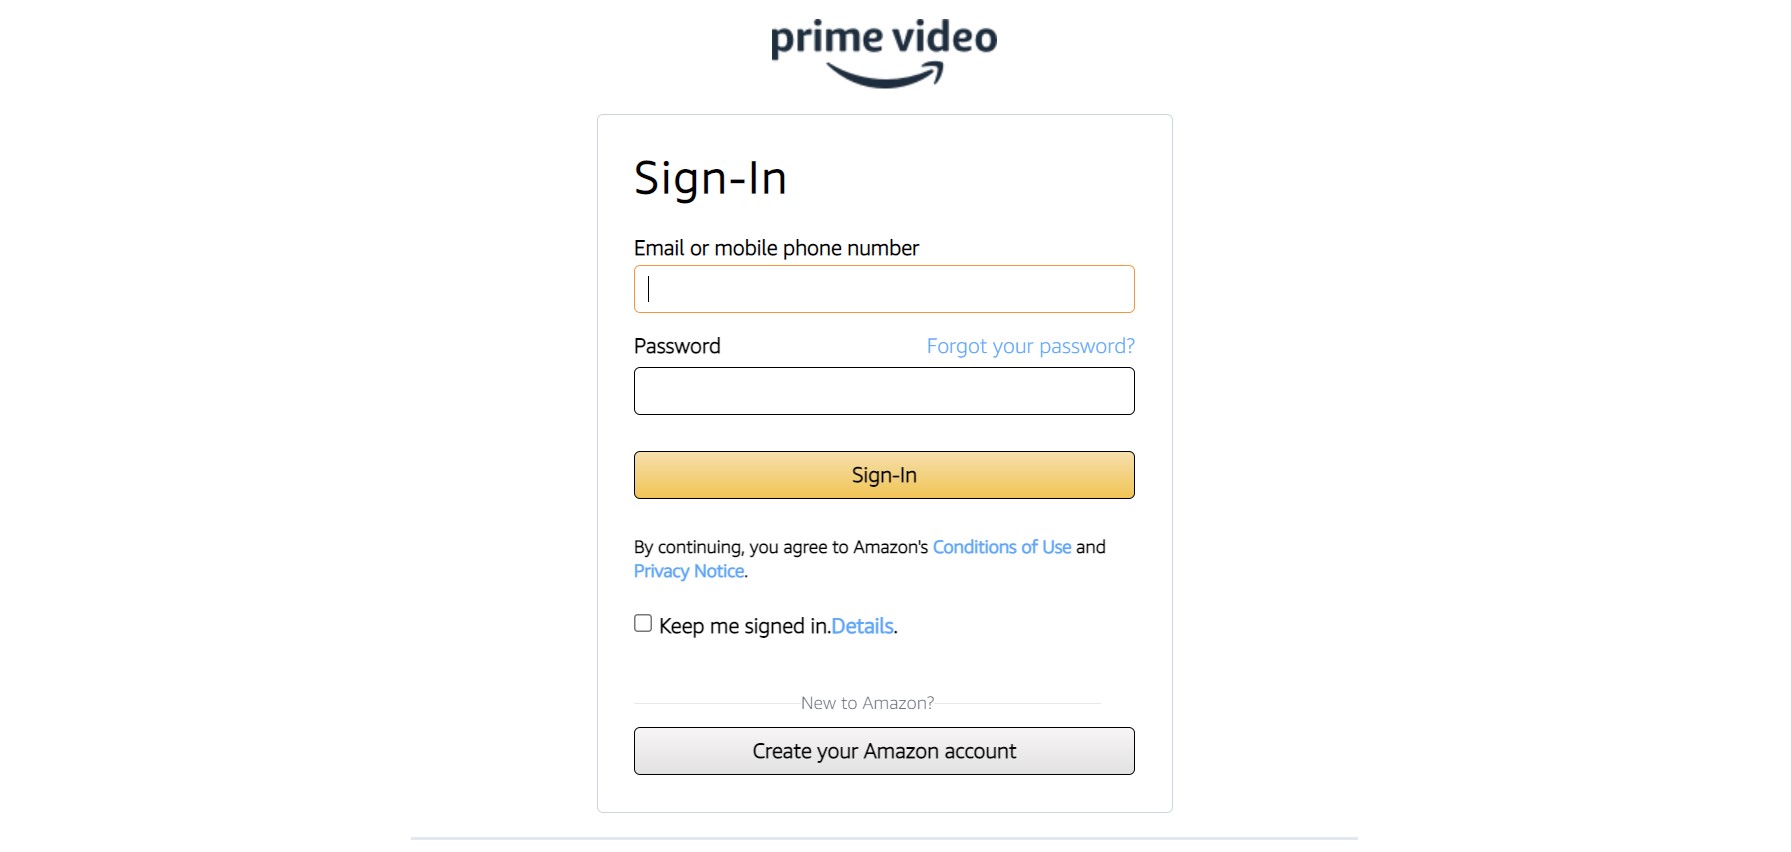 prime video
Sign-In
Email or mobile phone number
Password
Forgot your password?
Sign-In
By continuing, you agree to Amazon's Conditions of Use and
Privacy Notice.
Keep me signed in.Details.
New to Amazon?
Create your Amazon account